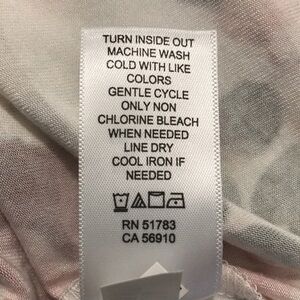 TURN INSIDE OUT
MACHINE WASH
COLD WITH LIKE
COLORS
GENTLE CYCLE
ONLY NON
CHLORINE BLEACH
WHEN NEEDED
LINE DRY
COOL IRON IF
NEEDED
RN 51783
CA 56910